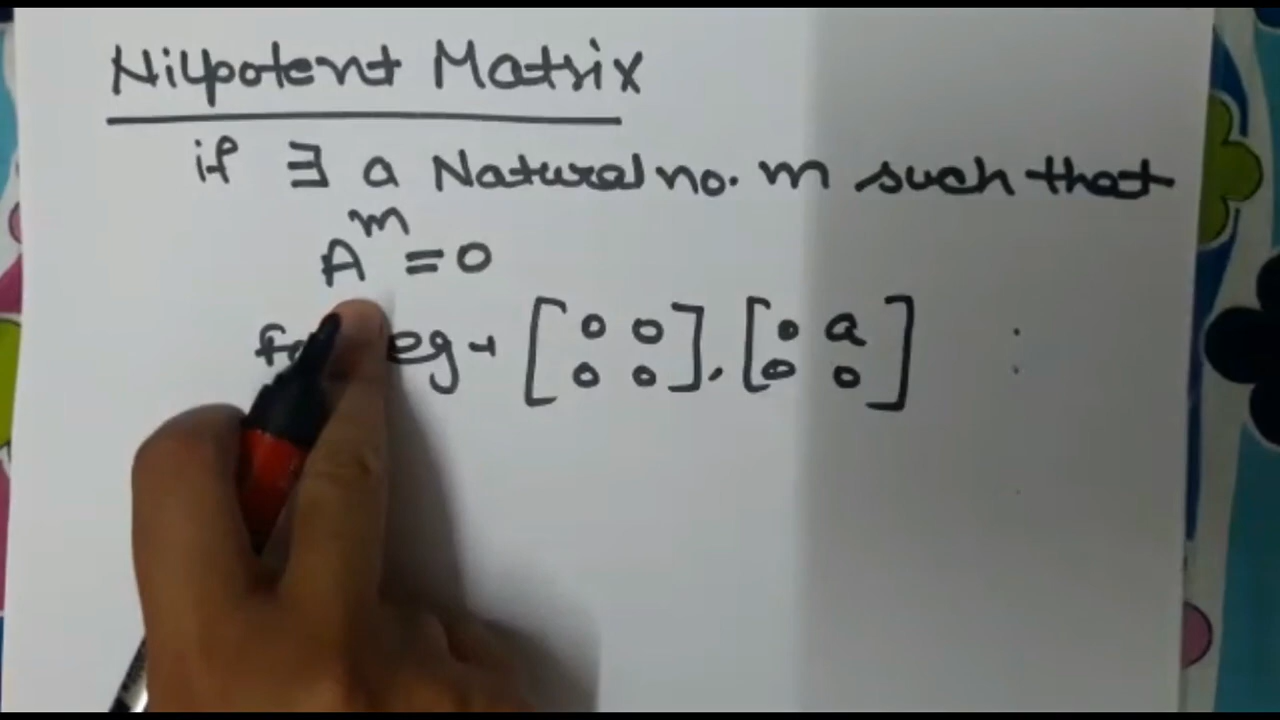 Nilpotent Matrix
if ∃ a Natural no. m such that
A^m = 0
eg → [0 0; 0 0], [0 a; 0 0]